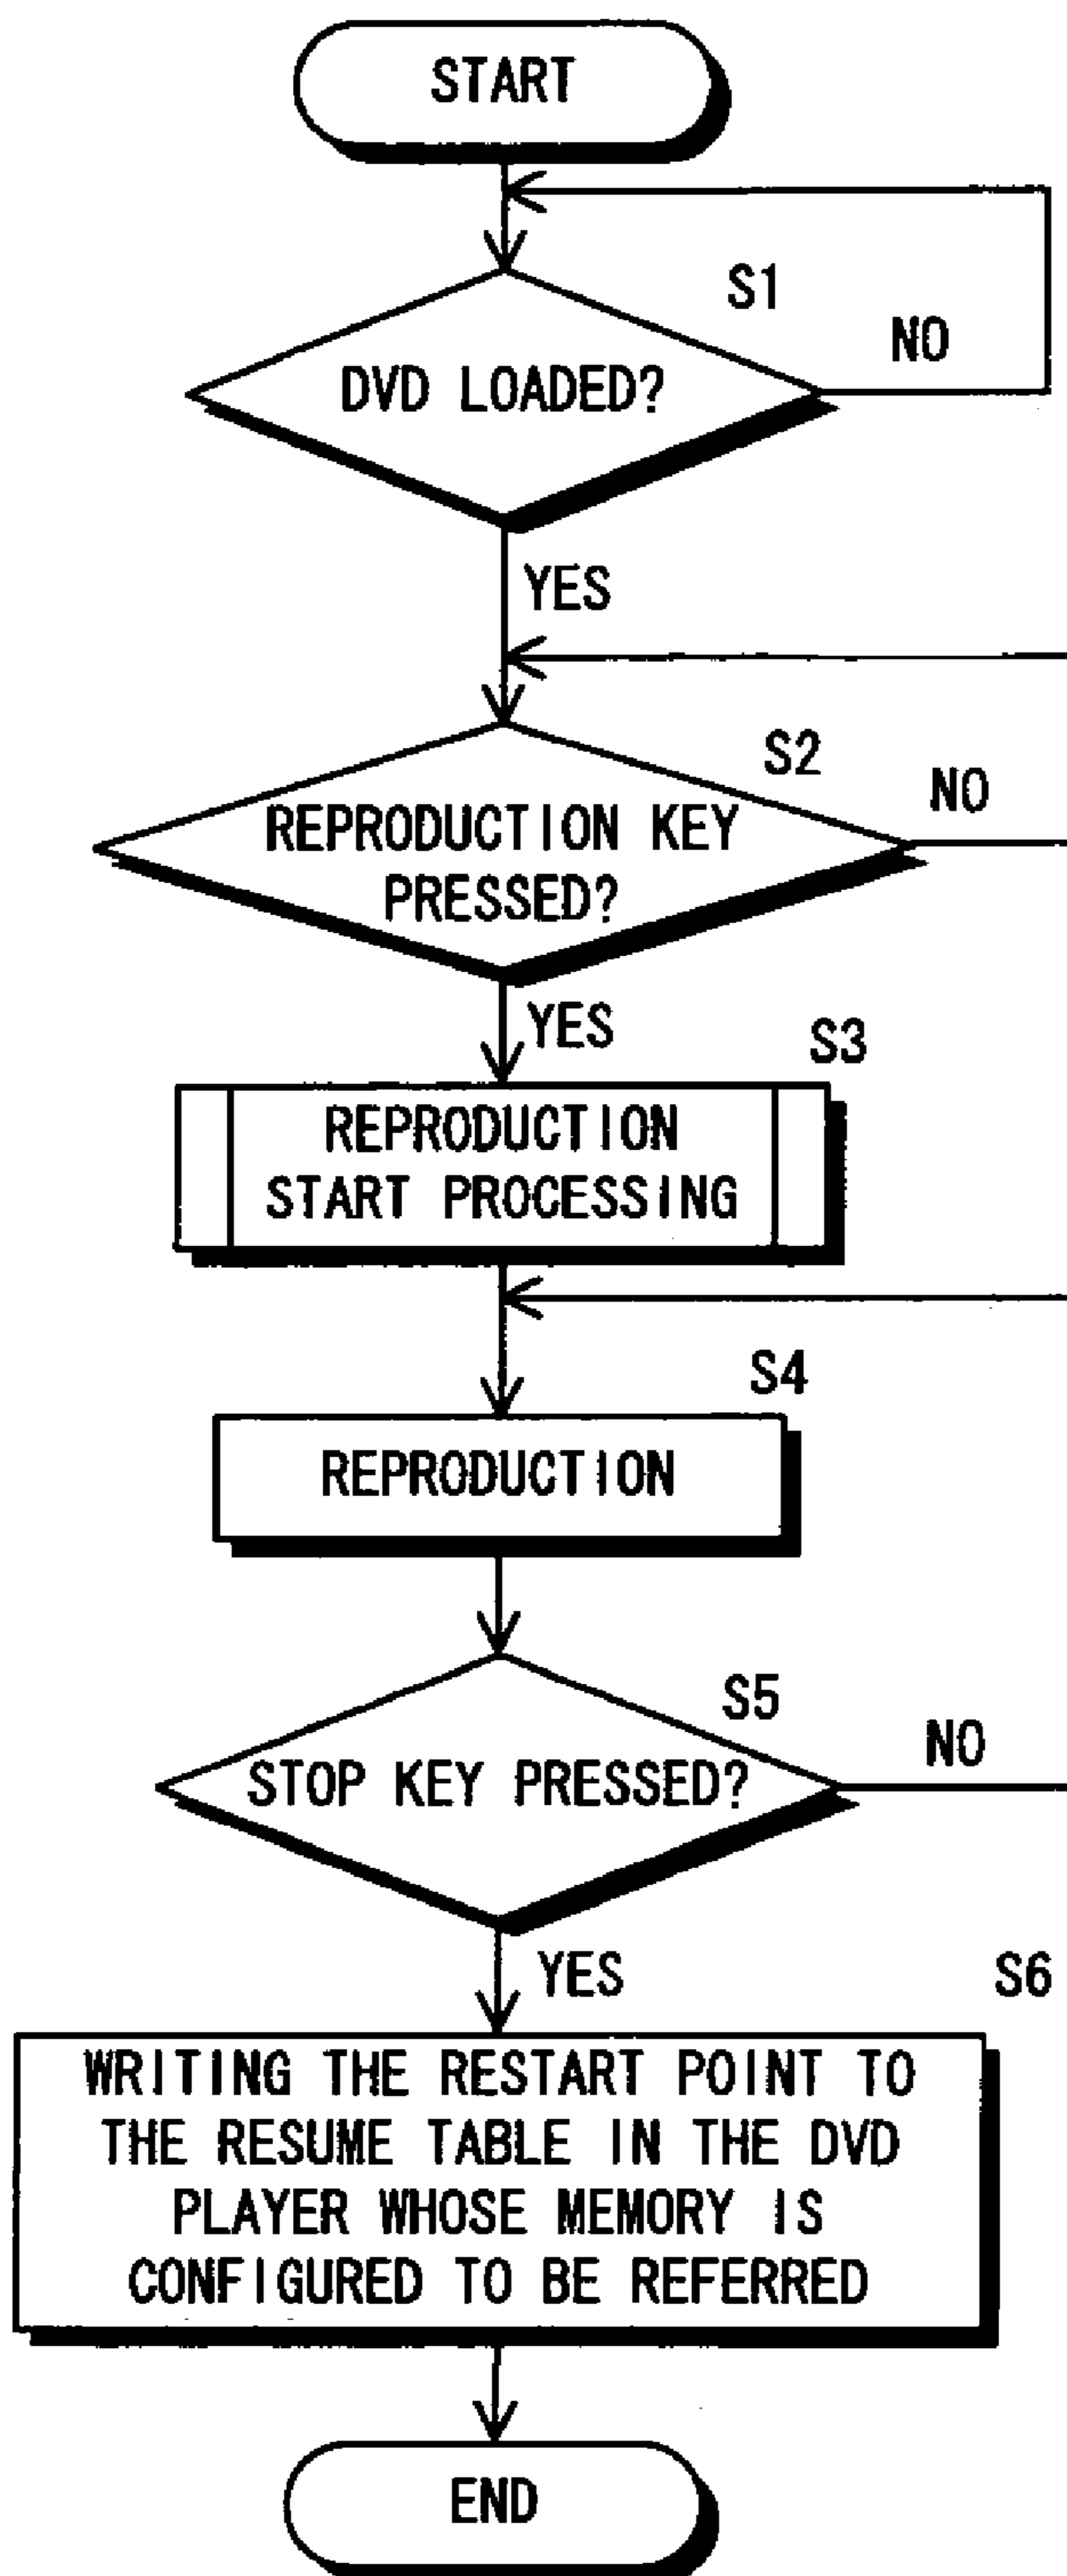 START
S1
NO
DVD LOADED?
YES
S2
NO
REPRODUCTION KEY
PRESSED?
YES
S3
REPRODUCTION
START PROCESSING
S4
REPRODUCTION
S5
NO
STOP KEY PRESSED?
YES
S6
WRITING THE RESTART POINT TO
THE RESUME TABLE IN THE DVD
PLAYER WHOSE MEMORY IS
CONFIGURED TO BE REFERRED
END